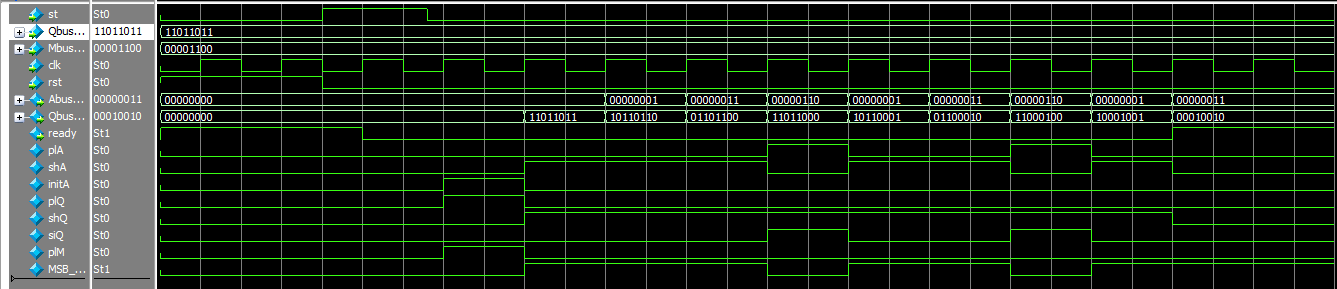 st St0
Qbus... 11011011 11011011
Mbus... 00001100 00001100
clk St0
rst St0
Abus... 00000011 00000000 00000001 00000011 00000110 00000001 00000011 00000110 00000001 00000011
Qbus... 00010010 00000000 11011011 10110110 01101100 11011000 10110001 01100010 11000100 10001001 00010010
ready St1
plA St0
shA St0
initA St0
plQ St0
shQ St0
siQ St0
plM St0
MSB_... St1